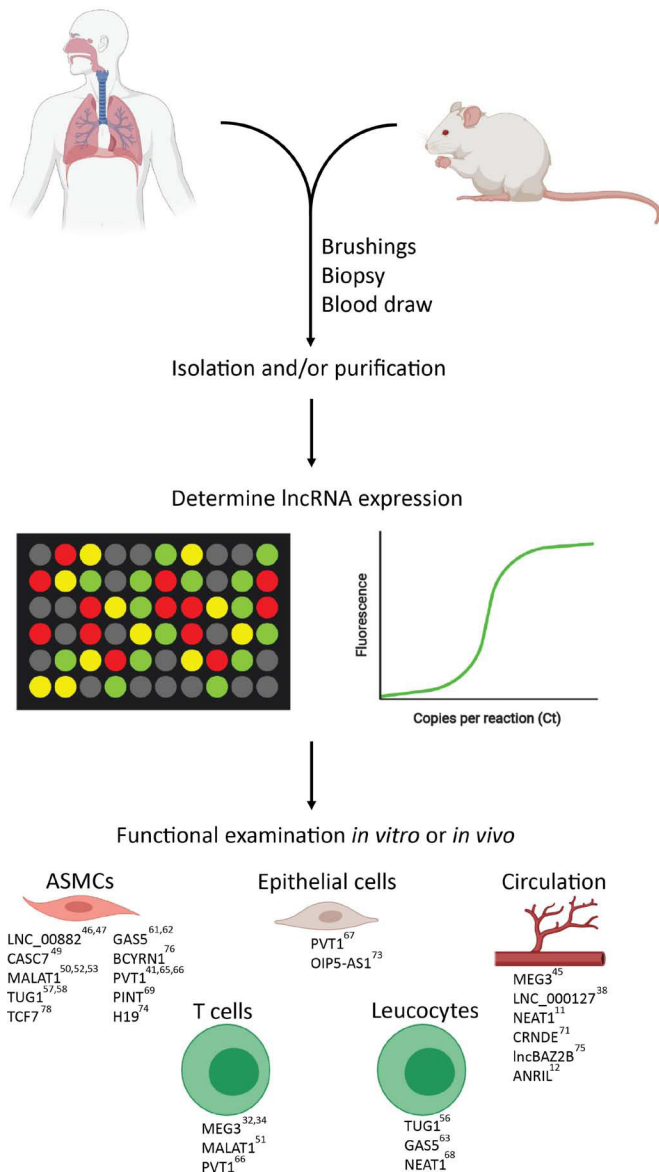 Brushings
Biopsy
Blood draw
Isolation and/or purification
Determine lncRNA expression
Fluorescence
Copies per reaction (Ct)
Functional examination in vitro or in vivo
ASMCs
LNC_00882 46,47
CASC7 49
MALAT1 50,52,53
TUG1 57,58
TCF7 78
GAS5 61,62
BCYRN1 76
PVT1 41,65,66
PINT 69
H19 74
Epithelial cells
PVT1 67
OIP5-AS1 73
Circulation
MEG3 45
LNC_000127 38
NEAT1 11
CRNDE 71
lncBAZ2B 75
ANRIL 12
T cells
MEG3 32,34
MALAT1 51
PVT1 66
Leucocytes
TUG1 56
GAS5 63
NEAT1 68